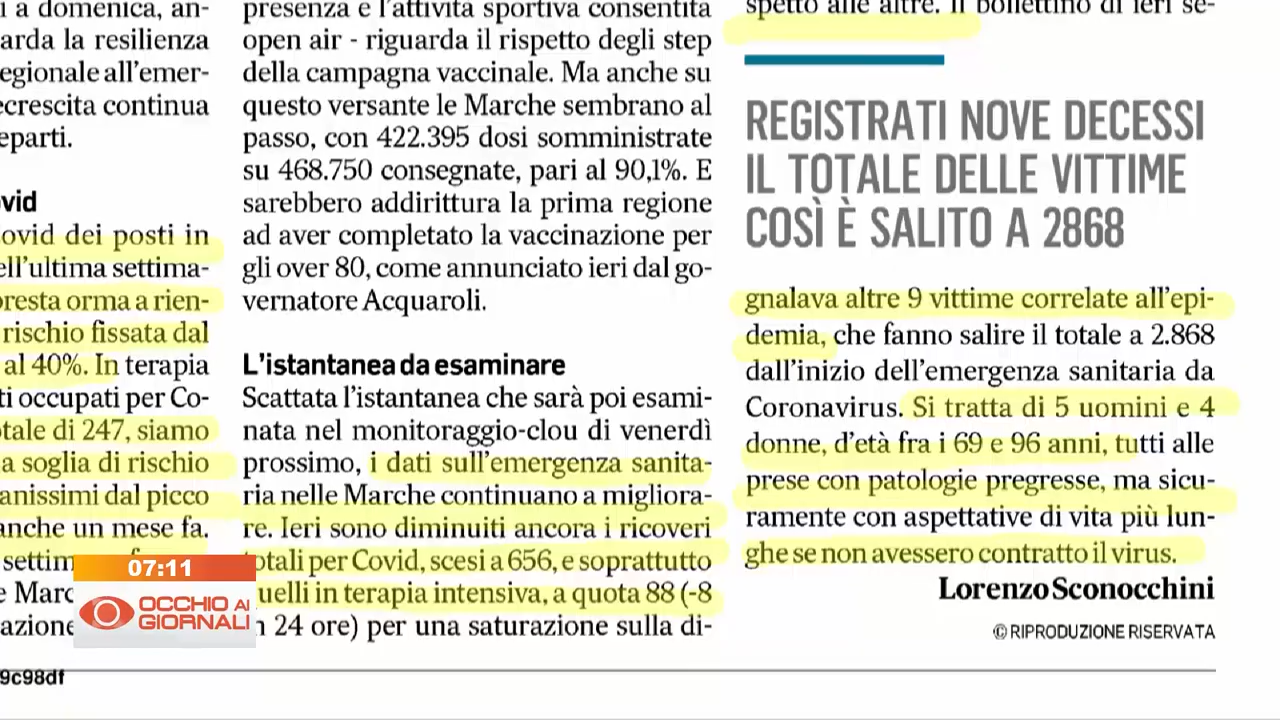 i a domenica, an-
arda la resilienza
egionale all'emer-
ecrescita continua
eparti.
vid
ovid dei posti in
ell'ultima settima-
oresta orma a rien-
rischio fissata dal
al 40%. In terapia
ti occupati per Co-
tale di 247, siamo
a soglia di rischio
anissimi dal picco
anche un mese fa.
settim
e Marc
azione
presenza e l'attività sportiva consentita
open air - riguarda il rispetto degli step
della campagna vaccinale. Ma anche su
questo versante le Marche sembrano al
passo, con 422.395 dosi somministrate
su 468.750 consegnate, pari al 90,1%. E
sarebbero addirittura la prima regione
ad aver completato la vaccinazione per
gli over 80, come annunciato ieri dal go-
vernatore Acquaroli.
L'istantanea da esaminare
Scattata l'istantanea che sarà poi esami-
nata nel monitoraggio-clou di venerdì
prossimo, i dati sull'emergenza sanita-
ria nelle Marche continuano a migliora-
re. Ieri sono diminuiti ancora i ricoveri
totali per Covid, scesi a 656, e soprattutto
uelli in terapia intensiva, a quota 88 (-8
n 24 ore) per una saturazione sulla di-
spetto alle altre. Il bollettino di ieri se-
REGISTRATI NOVE DECESSI
IL TOTALE DELLE VITTIME
COSÌ È SALITO A 2868
gnalava altre 9 vittime correlate all'epi-
demia, che fanno salire il totale a 2.868
dall'inizio dell'emergenza sanitaria da
Coronavirus. Si tratta di 5 uomini e 4
donne, d'età fra i 69 e 96 anni, tutti alle
prese con patologie pregresse, ma sicu-
ramente con aspettative di vita più lun-
ghe se non avessero contratto il virus.
Lorenzo Sconocchini
© RIPRODUZIONE RISERVATA
07:11
OCCHIO AI
GIORNALI
9c98df